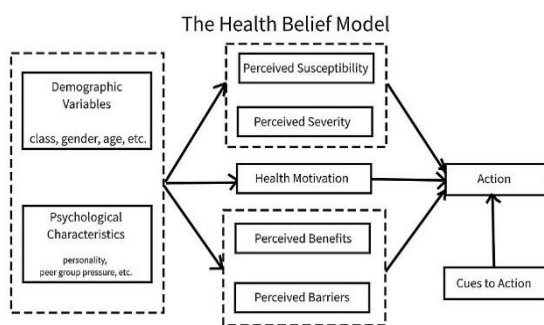 The Health Belief Model
Demographic
Variables
class, gender, age, etc.
Psychological
Characteristics
personality,
peer group pressure, etc.
Perceived Susceptibility
Perceived Severity
Health Motivation
Perceived Benefits
Perceived Barriers
Action
Cues to Action